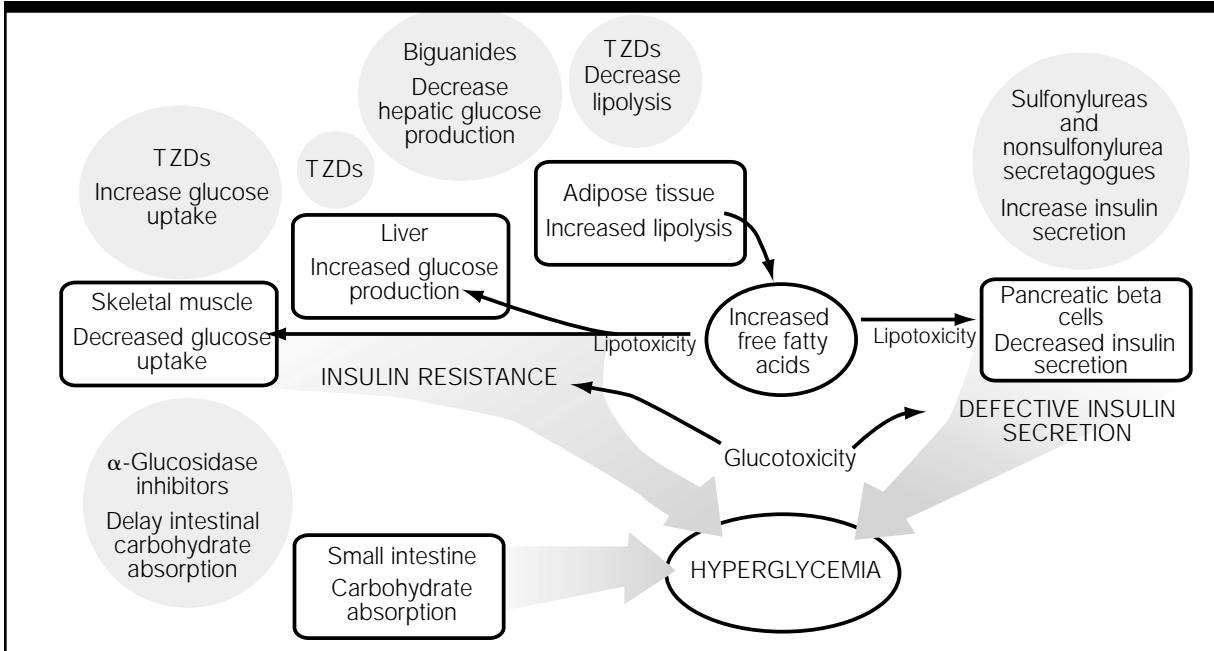 Biguanides
Decrease
hepatic glucose
production
TZDs
Decrease
lipolysis
Sulfonylureas
and
nonsulfonylurea
secretagogues
Increase insulin
secretion
TZDs
Increase glucose
uptake
TZDs
Adipose tissue
Increased lipolysis
Liver
Increased glucose
production
Skeletal muscle
Decreased glucose
uptake
Lipotoxicity
Increased
free fatty
acids
Lipotoxicity
Pancreatic beta
cells
Decreased insulin
secretion
INSULIN RESISTANCE
DEFECTIVE INSULIN
SECRETION
Glucotoxicity
α-Glucosidase
inhibitors
Delay intestinal
carbohydrate
absorption
Small intestine
Carbohydrate
absorption
HYPERGLYCEMIA